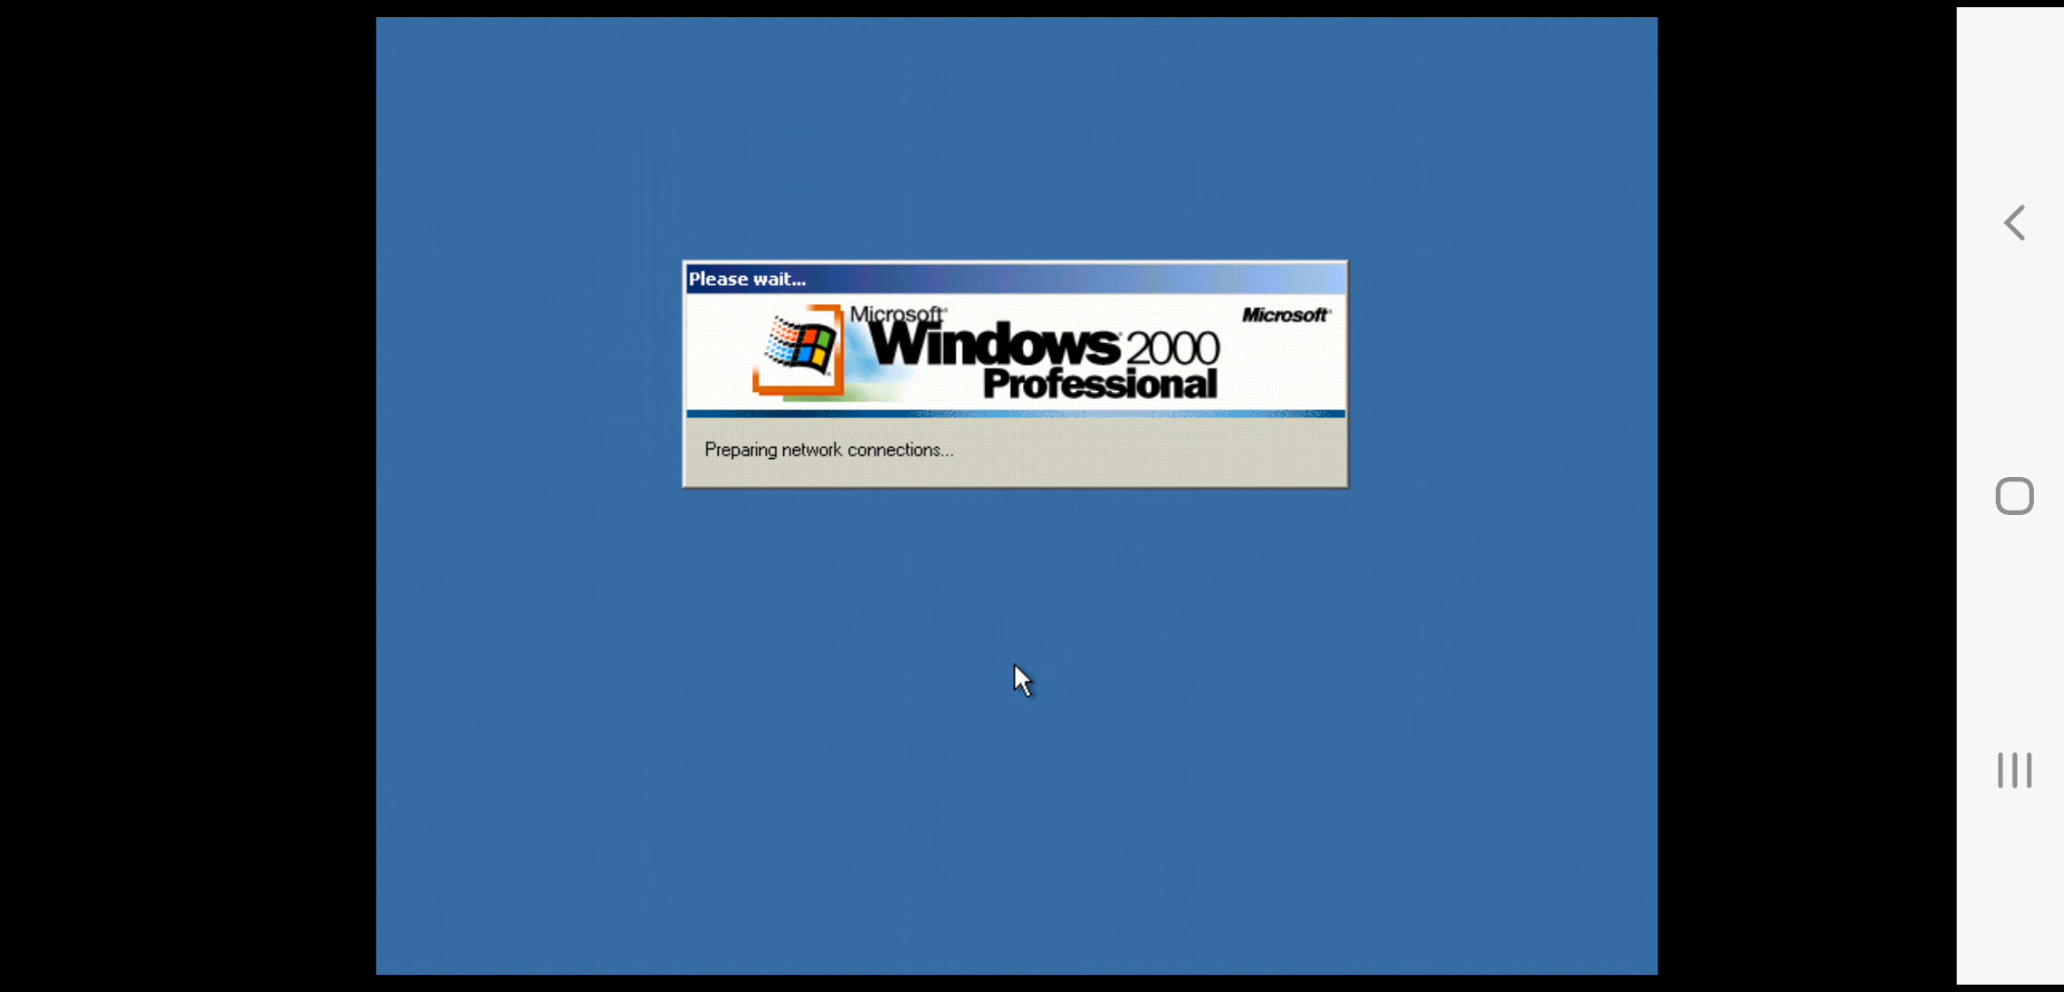 Please wait...
Microsoft
Microsoft
Windows 2000
Professional
Preparing network connections...